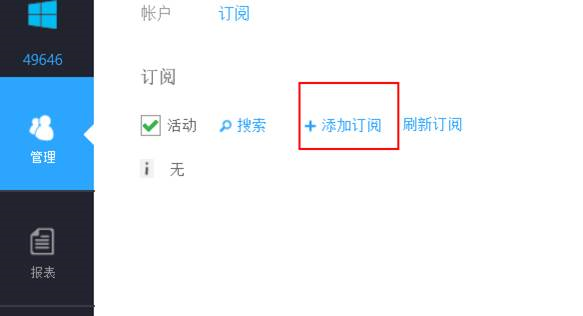 帐户 订阅
49646
订阅
活动 搜索 添加订阅 刷新订阅
管理
无
报表